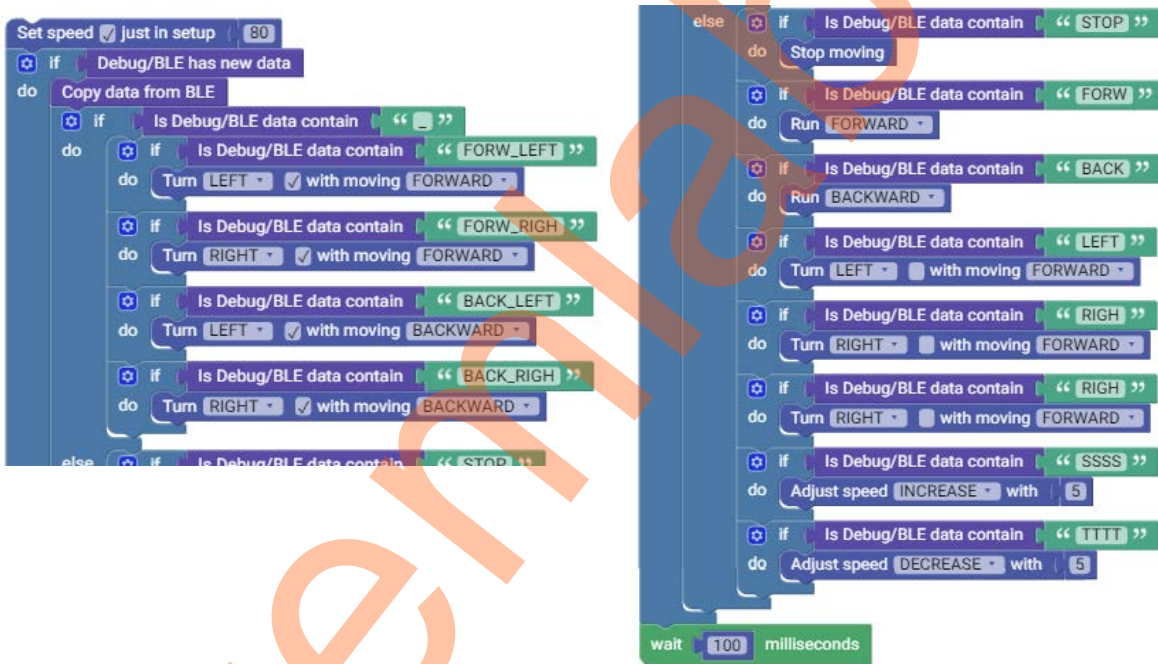 Set speed just in setup 80
if Debug/BLE has new data
do Copy data from BLE
if Is Debug/BLE data contain “ _ ”
do if Is Debug/BLE data contain “ FORW_LEFT ”
do Turn LEFT with moving FORWARD
if Is Debug/BLE data contain “ FORW_RIGH ”
do Turn RIGHT with moving FORWARD
if Is Debug/BLE data contain “ BACK_LEFT ”
do Turn LEFT with moving BACKWARD
if Is Debug/BLE data contain “ BACK_RIGH ”
do Turn RIGHT with moving BACKWARD
else if Is Debug/BLE data contain “ STOP ”
else if Is Debug/BLE data contain “ STOP ”
do Stop moving
if Is Debug/BLE data contain “ FORW ”
do Run FORWARD
if Is Debug/BLE data contain “ BACK ”
do Run BACKWARD
if Is Debug/BLE data contain “ LEFT ”
do Turn LEFT with moving FORWARD
if Is Debug/BLE data contain “ RIGH ”
do Turn RIGHT with moving FORWARD
if Is Debug/BLE data contain “ RIGH ”
do Turn RIGHT with moving FORWARD
if Is Debug/BLE data contain “ SSSS ”
do Adjust speed INCREASE with 5
if Is Debug/BLE data contain “ TTTT ”
do Adjust speed DECREASE with 5
wait 100 milliseconds